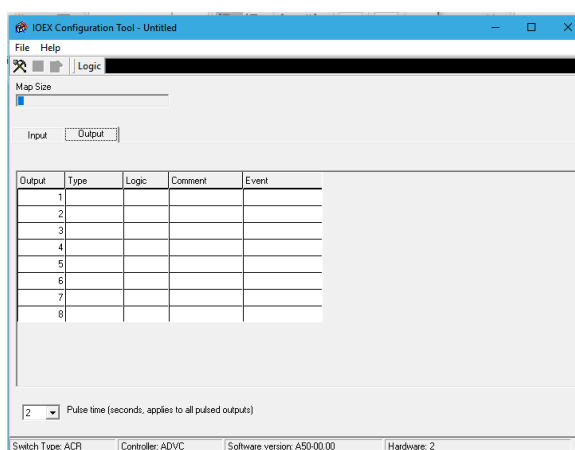 IOEX Configuration Tool - Untitled
File Help
Logic
Map Size
Input Output
Output Type Logic Comment Event
1
2
3
4
5
6
7
8
2 Pulse time (seconds, applies to all pulsed outputs)
Switch Type: ACR Controller: ADVC Software version: A50-00.00 Hardware: 2